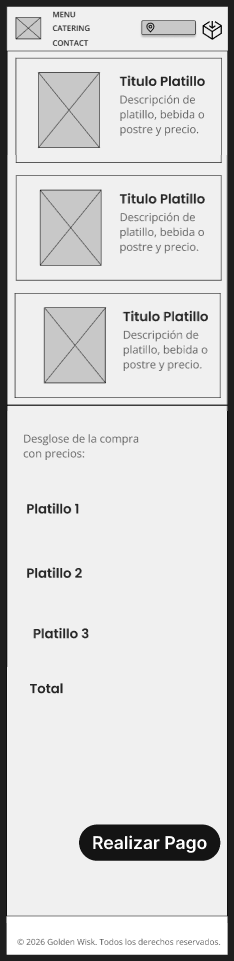 MENU
CATERING
CONTACT
Titulo Platillo
Descripción de
platillo, bebida o
postre y precio.
Titulo Platillo
Descripción de
platillo, bebida o
postre y precio.
Titulo Platillo
Descripción de
platillo, bebida o
postre y precio.
Desglose de la compra
con precios:
Platillo 1
Platillo 2
Platillo 3
Total
Realizar Pago
© 2026 Golden Wisk. Todos los derechos reservados.